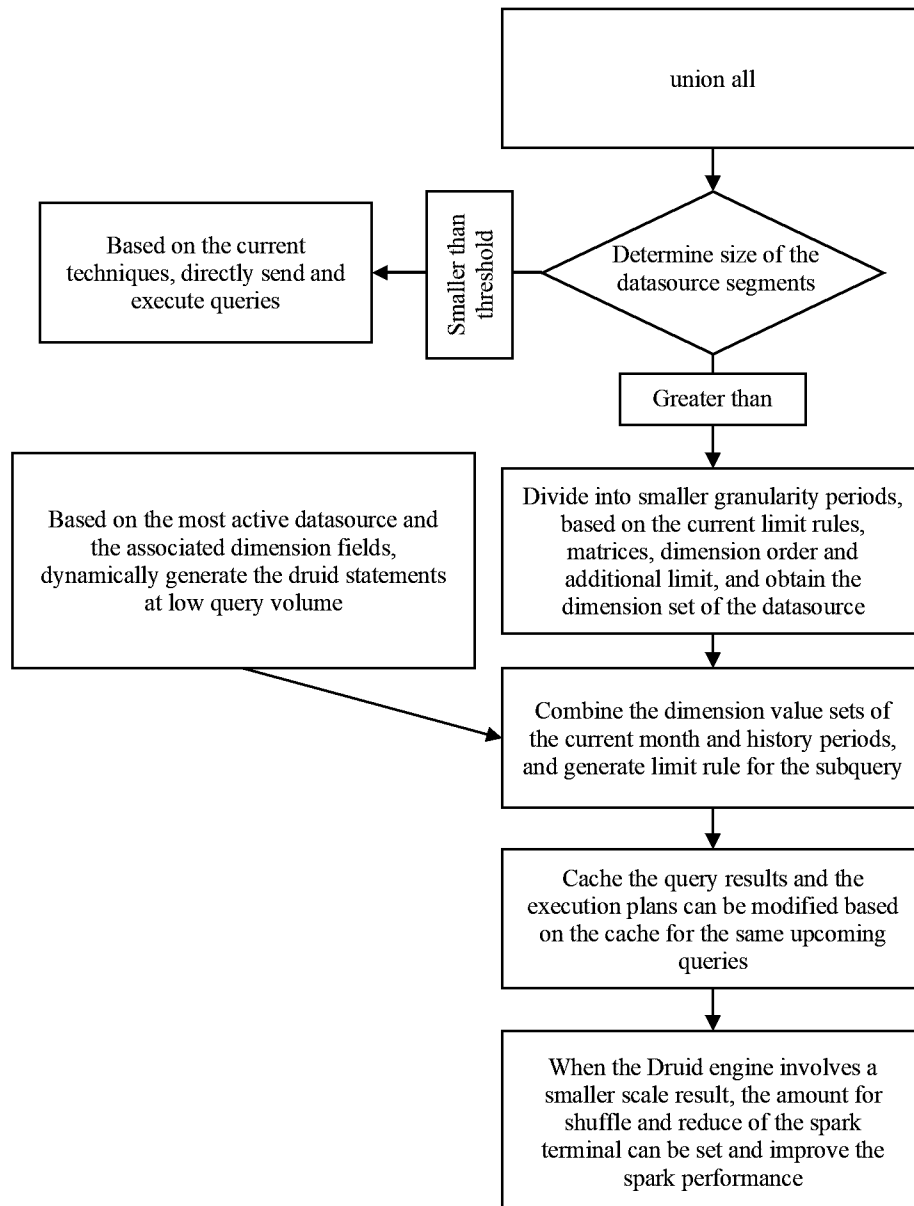 union all
Determine size of the
datasource segments
Smaller than
threshold
Based on the current
techniques, directly send and
execute queries
Greater than
Divide into smaller granularity periods,
based on the current limit rules,
matrices, dimension order and
additional limit, and obtain the
dimension set of the datasource
Based on the most active datasource and
the associated dimension fields,
dynamically generate the druid statements
at low query volume
Combine the dimension value sets of
the current month and history periods,
and generate limit rule for the subquery
Cache the query results and the
execution plans can be modified based
on the cache for the same upcoming
queries
When the Druid engine involves a
smaller scale result, the amount for
shuffle and reduce of the spark
terminal can be set and improve the
spark performance